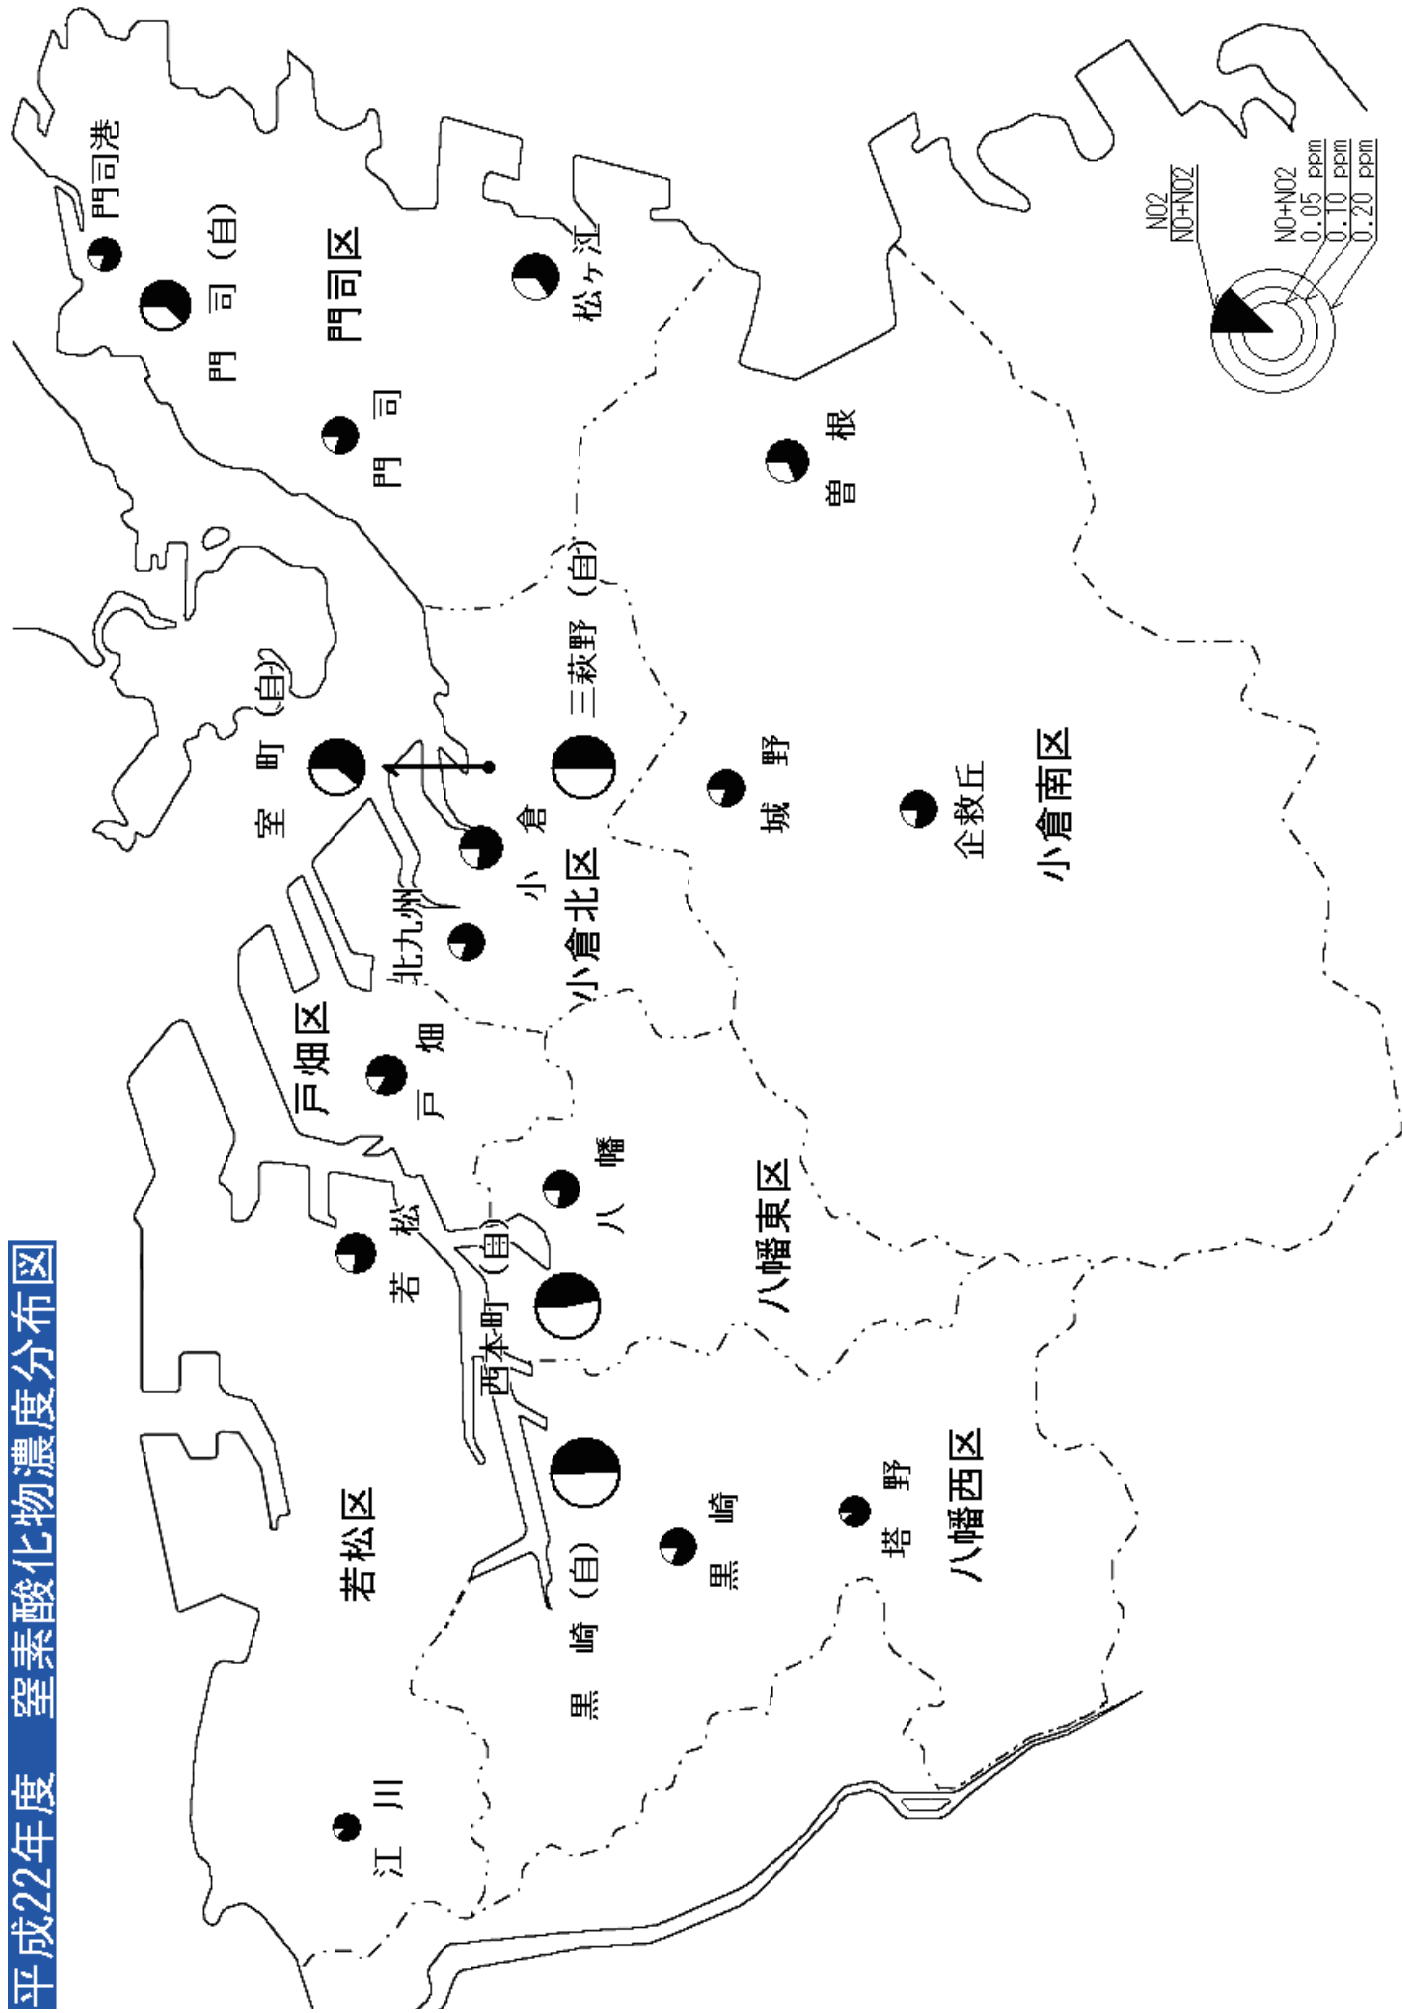 平成22年度　窒素酸化物濃度分布図
門司港
門司（自）
門司区
松ヶ江
門司
曽根
三萩野（自）
室町（自）
小倉
城野
企救丘
小倉南区
小倉北区
北九州
戸畑区
戸畑
八幡
八幡東区
若松
西本町（自）
若松区
黒崎（自）
黒崎
塔野
八幡西区
江川
NO2
NO+NO2
NO+NO2
0.05 ppm
0.10 ppm
0.20 ppm